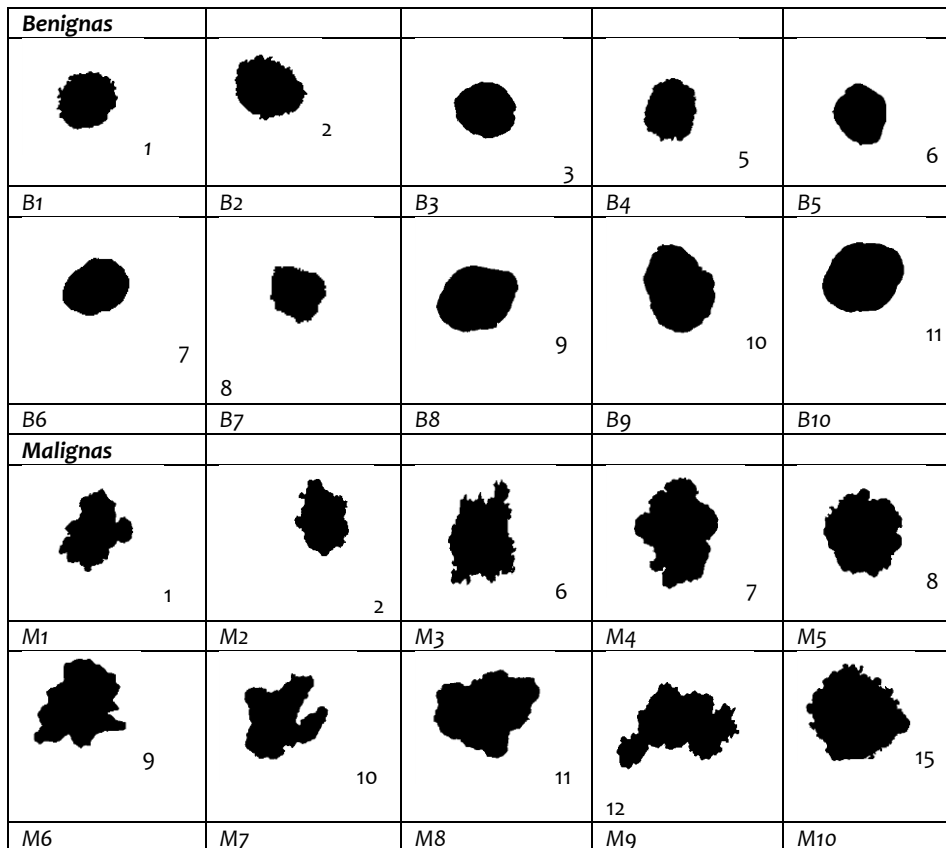 Benignas
1 2 3 5 6
B1 B2 B3 B4 B5
7 8 9 10 11
B6 B7 B8 B9 B10
Malignas
1 2 6 7 8
M1 M2 M3 M4 M5
9 10 11 12 15
M6 M7 M8 M9 M10